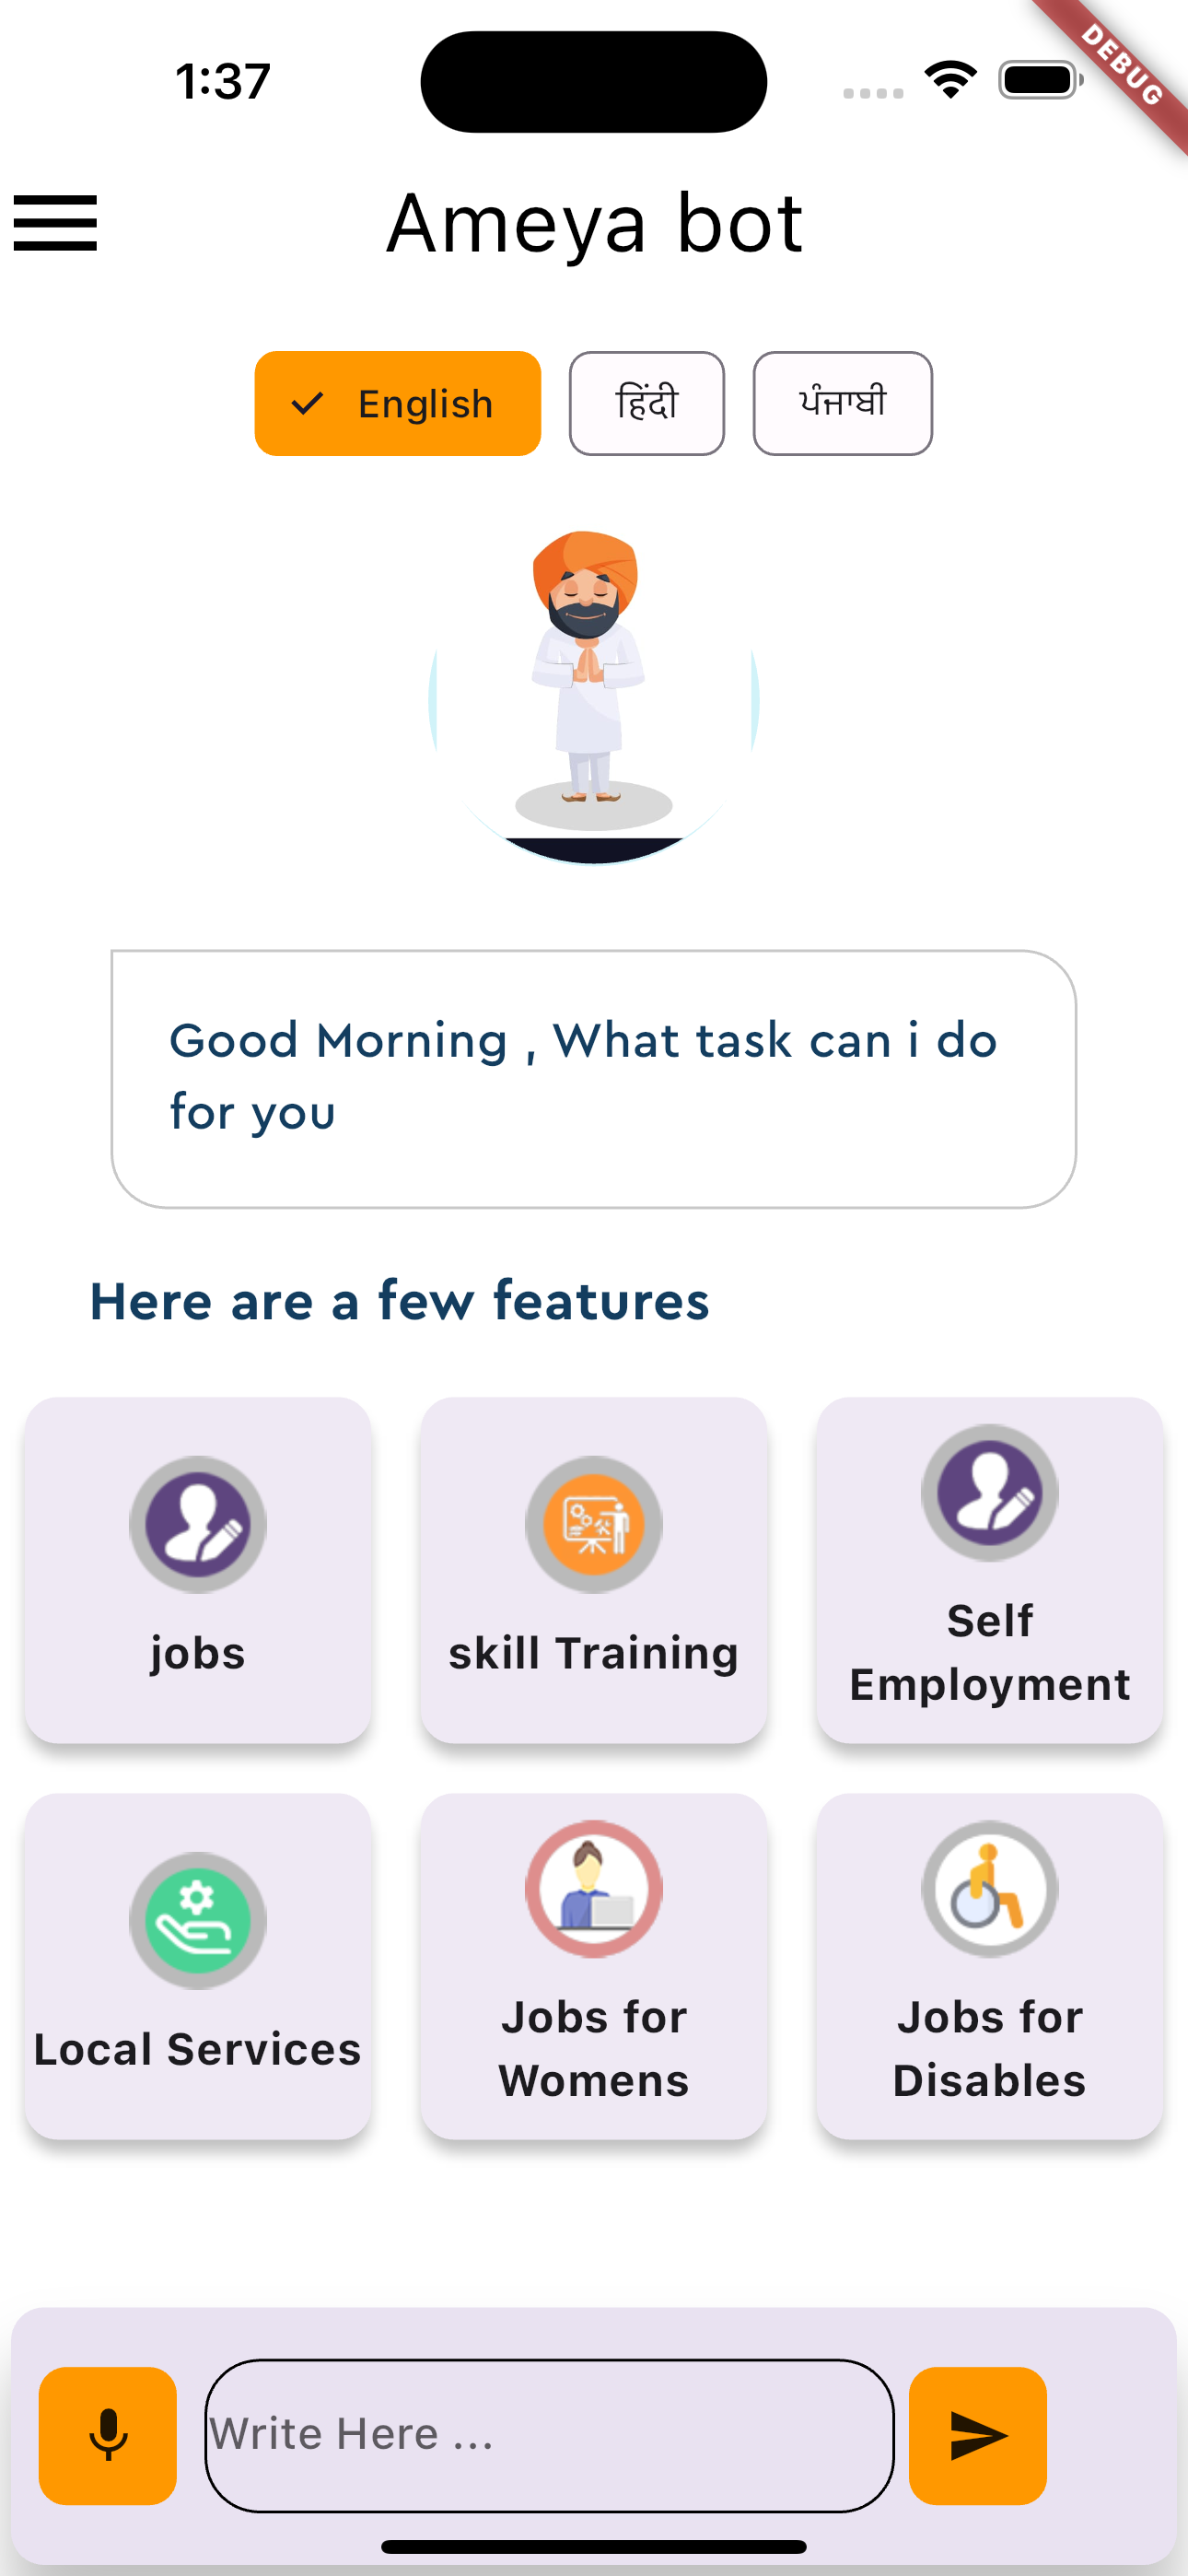 1:37
DEBUG
Ameya bot
English
हिंदी
ਪੰਜਾਬੀ
Good Morning , What task can i do
for you
Here are a few features
jobs
skill Training
Self
Employment
Local Services
Jobs for
Womens
Jobs for
Disables
Write Here ...